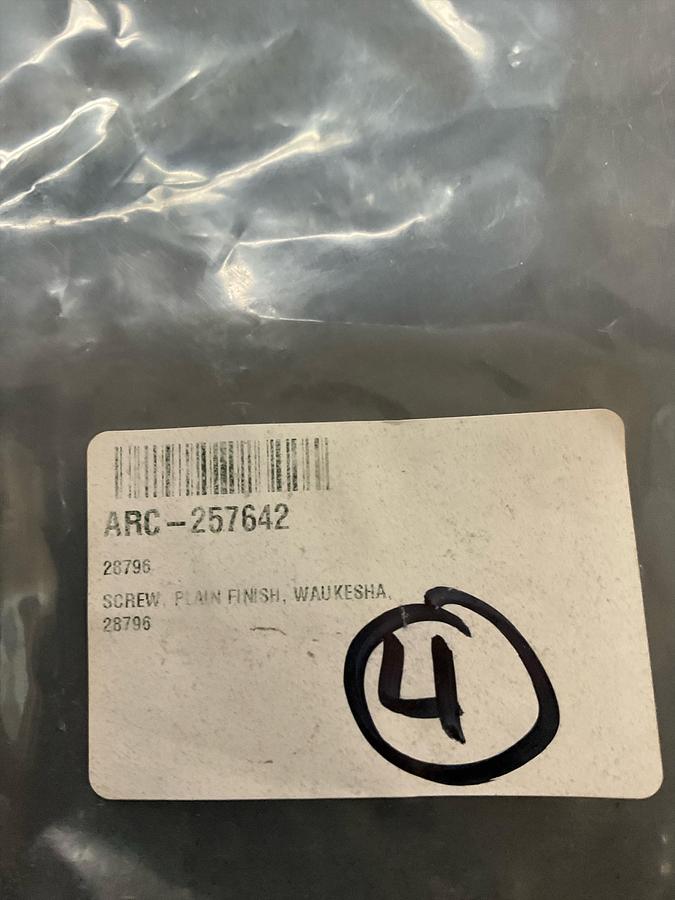 ARC-257642
28796
SCREW, PLAIN FINISH, WAUKESHA,
28796
4